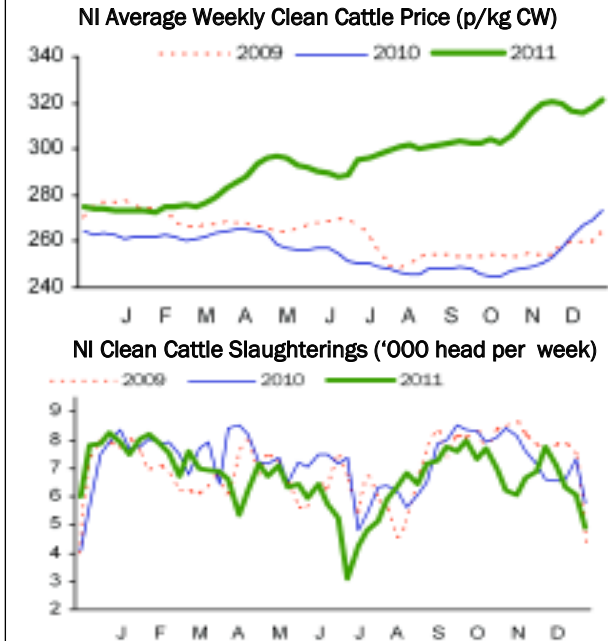 NI Average Weekly Clean Cattle Price (p/kg CW)
2009 2010 2011
340
320
300
280
260
240
J F M A M J J A S O N D
NI Clean Cattle Slaughterings (‘000 head per week)
2009 2010 2011
9
8
7
6
5
4
3
2
J F M A M J J A S O N D